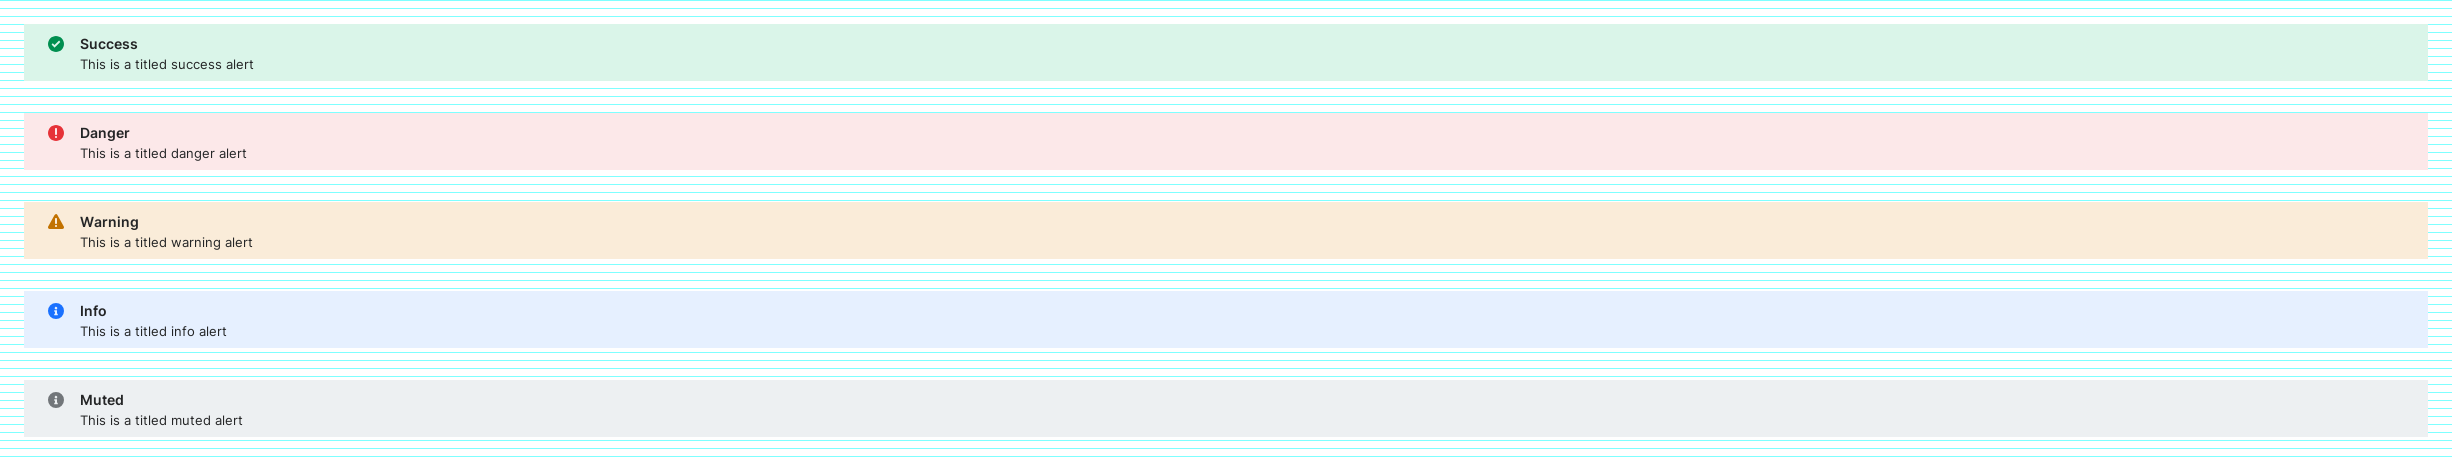 Success
This is a titled success alert
Danger
This is a titled danger alert
Warning
This is a titled warning alert
Info
This is a titled info alert
Muted
This is a titled muted alert